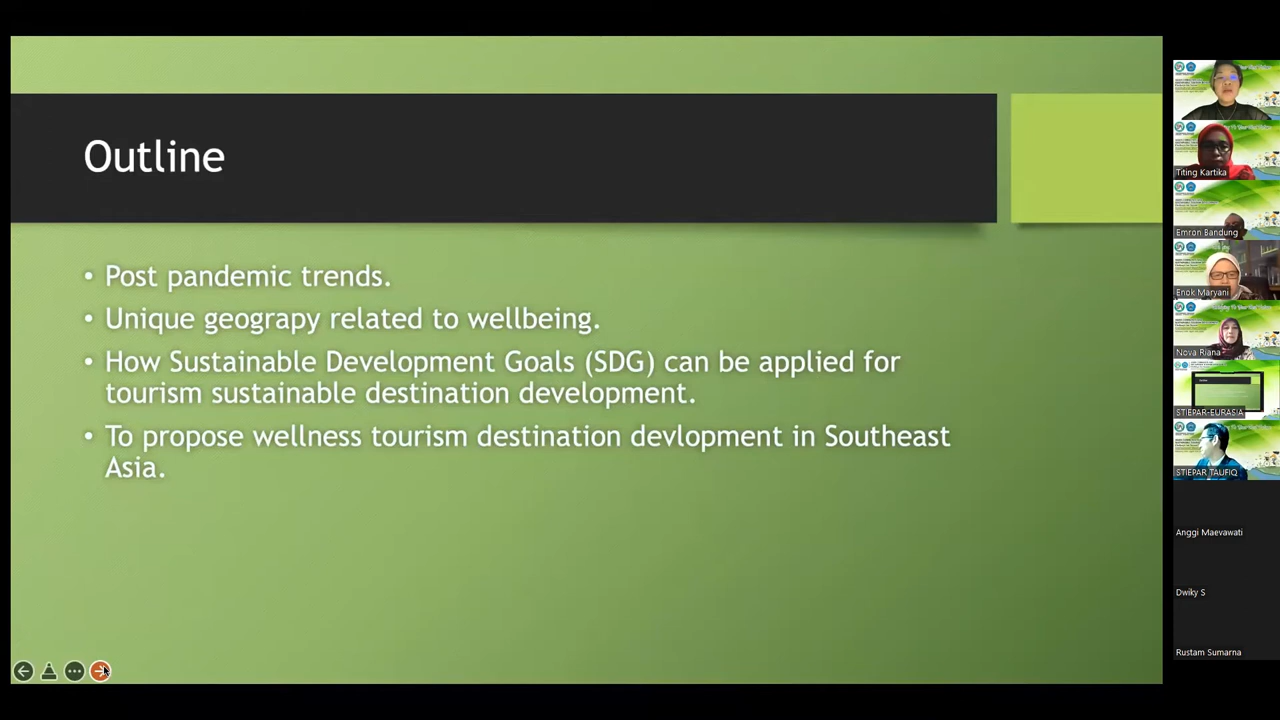 Outline
• Post pandemic trends.
• Unique geograpy related to wellbeing.
• How Sustainable Development Goals (SDG) can be applied for
tourism sustainable destination development.
• To propose wellness tourism destination devlopment in Southeast
Asia.
Titing Kartika
Emron Bandung
Enok Maryani
Nova Riana
STIEPAR-EURASIA
STIEPAR TAUFIQ
Anggi Maevawati
Dwiky S
Rustam Sumarna